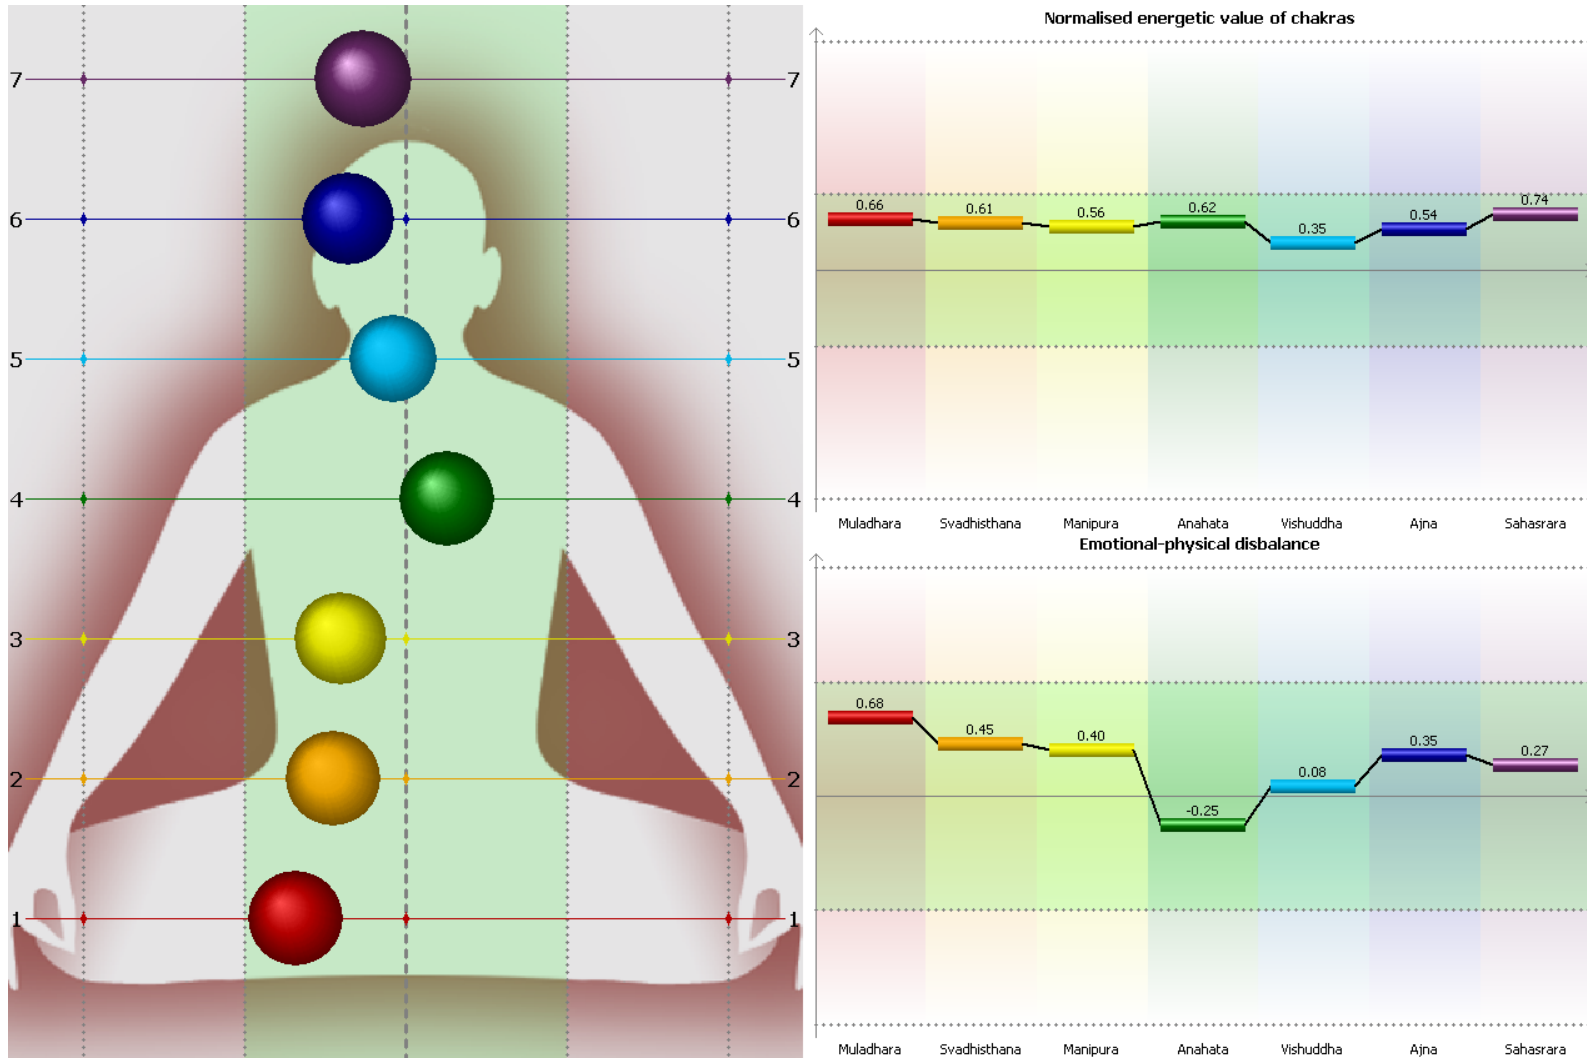 7 7
6 6
5 5
4 4
3 3
2 2
1 1
Normalised energetic value of chakras
0.66 0.61 0.56 0.62 0.35 0.54 0.74
Muladhara Svadhisthana Manipura Anahata Vishuddha Ajna Sahasrara
Emotional-physical disbalance
0.68 0.45 0.40 -0.25 0.08 0.35 0.27
Muladhara Svadhisthana Manipura Anahata Vishuddha Ajna Sahasrara